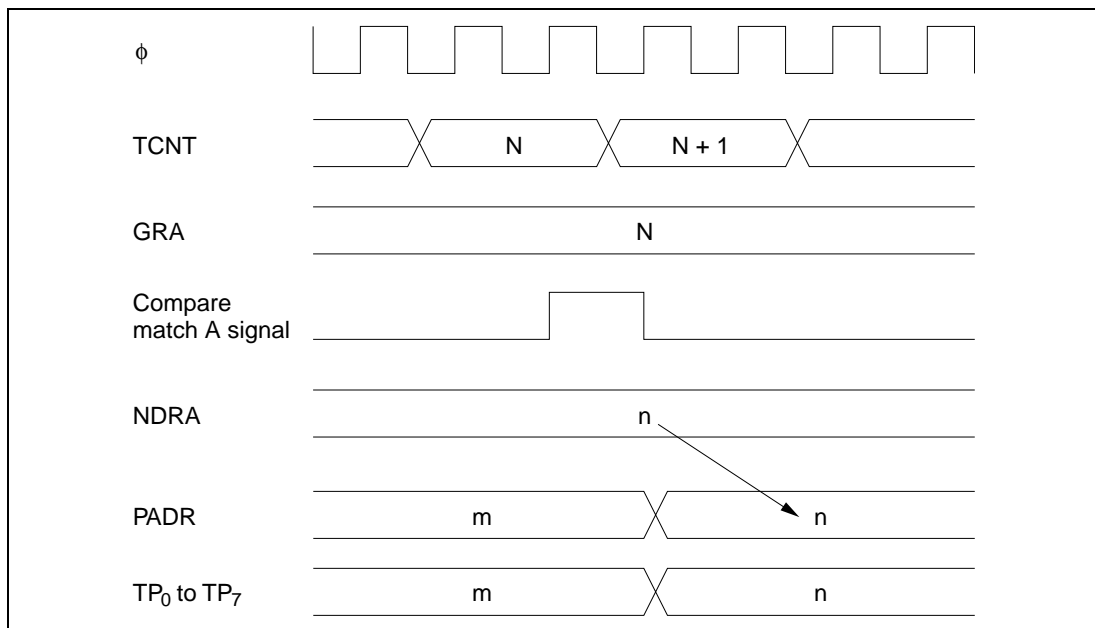 ϕ
TCNT N N + 1
GRA N
Compare
match A signal
NDRA n
PADR m n
TP0 to TP7 m n